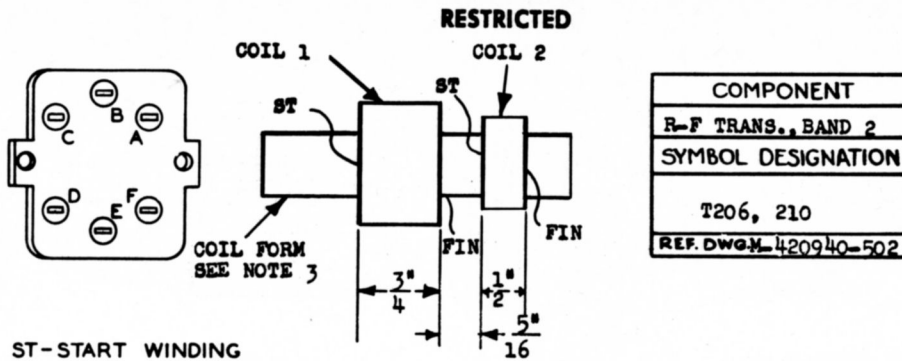 RESTRICTED
COIL 1
COIL 2
ST
ST
B
C
A
D
E
F
COIL FORM
SEE NOTE 3
FIN
FIN
3"
4
1"
2
5"
16
ST-START WINDING
COMPONENT
R-F TRANS., BAND 2
SYMBOL DESIGNATION
T206, 210
REF. DWG.M-420940-502